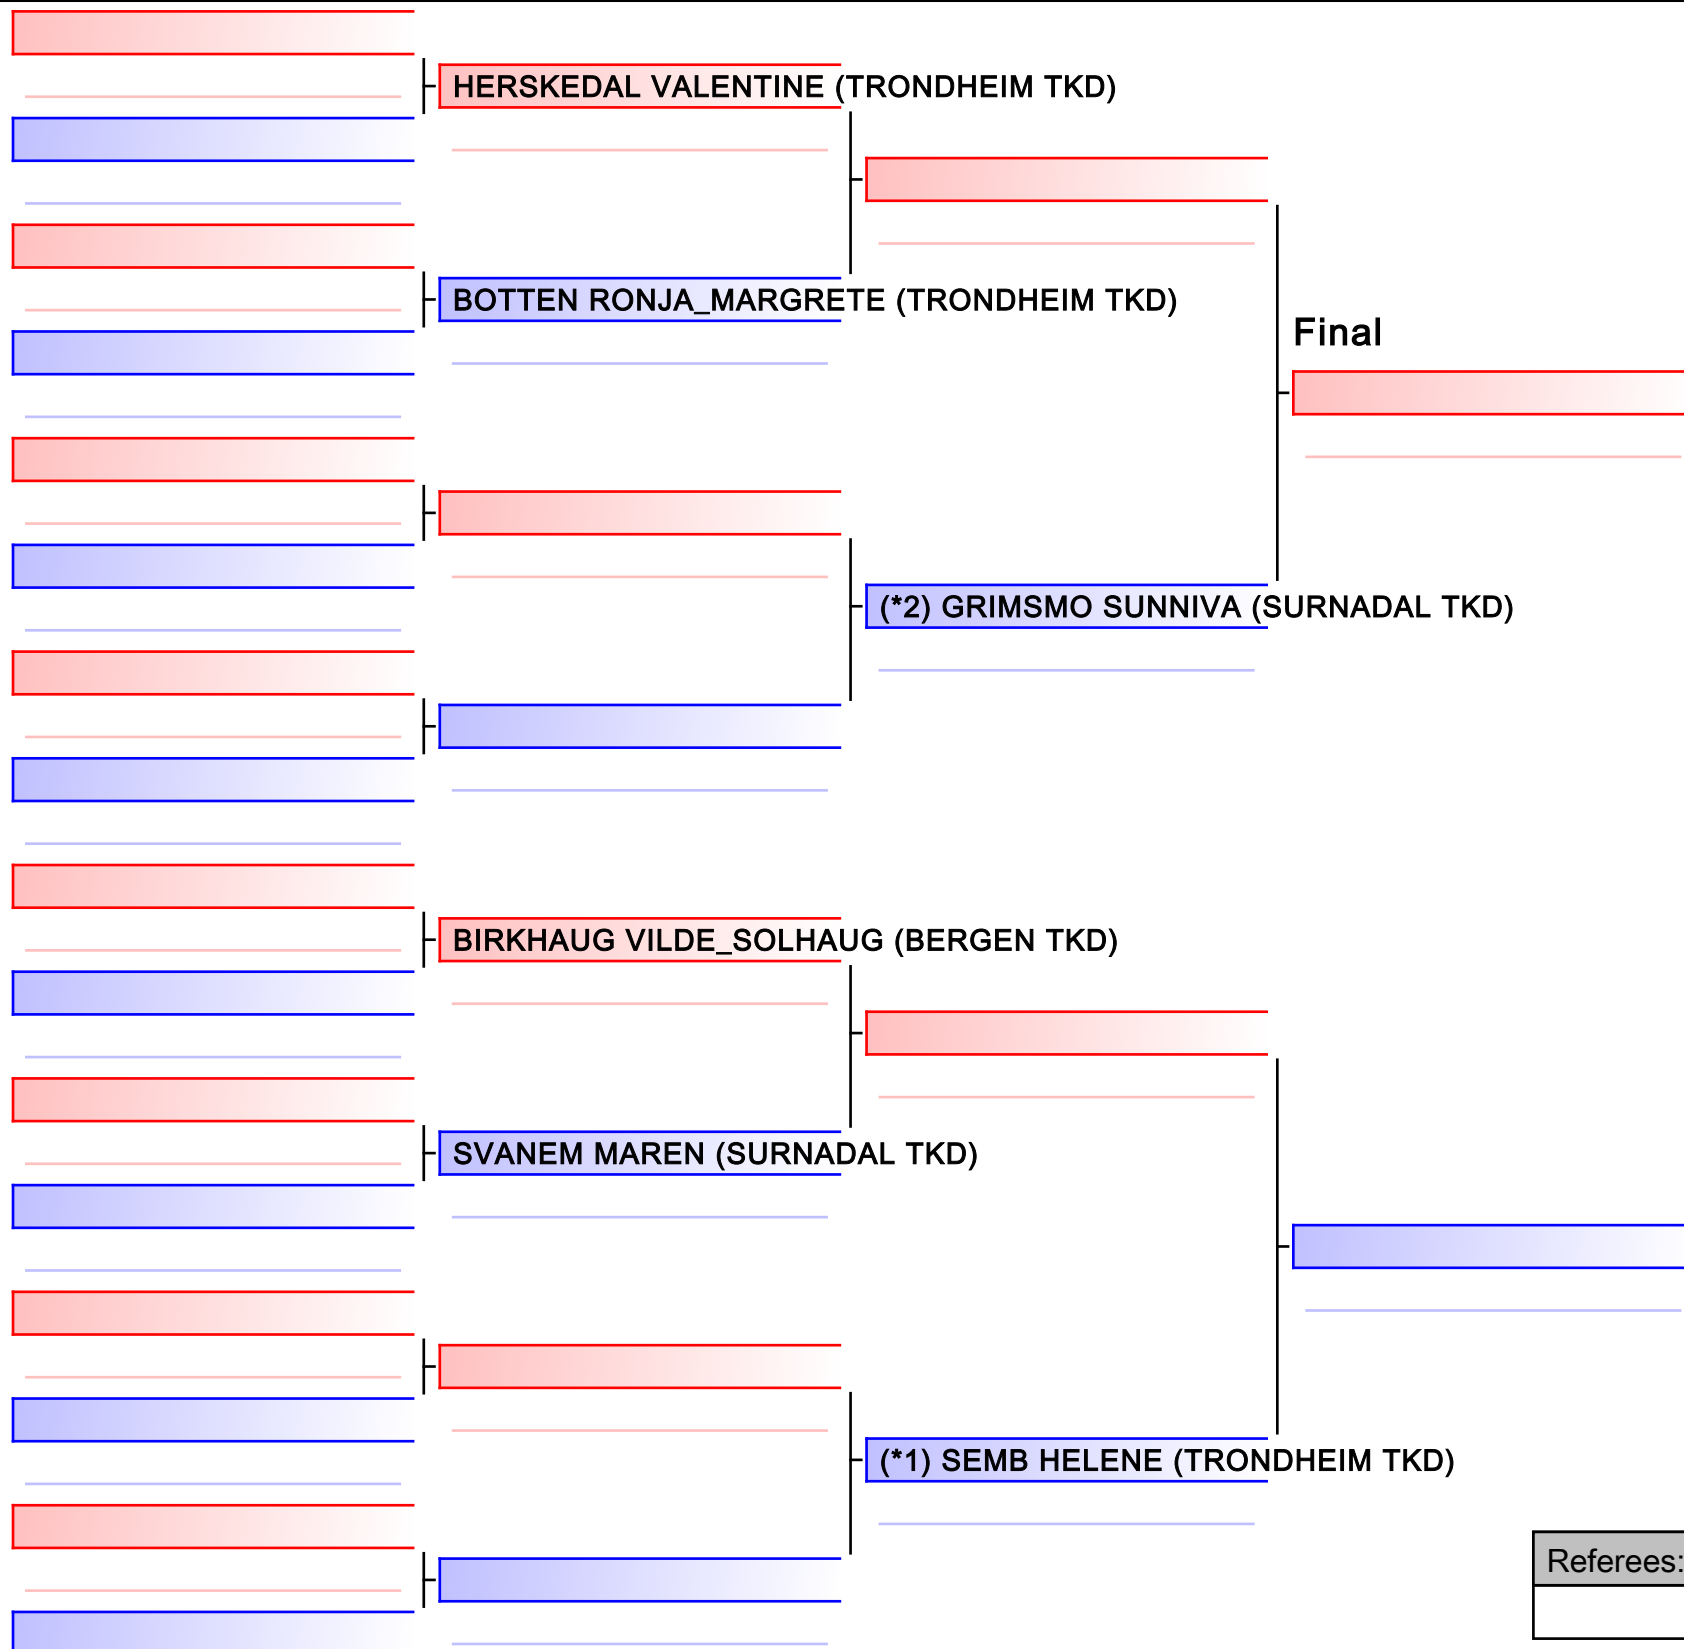 HERSKEDAL VALENTINE (TRONDHEIM TKD)
BOTTEN RONJA_MARGRETE (TRONDHEIM TKD)
Final
(*2) GRIMSMO SUNNIVA (SURNADAL TKD)
BIRKHAUG VILDE_SOLHAUG (BERGEN TKD)
SVANEM MAREN (SURNADAL TKD)
(*1) SEMB HELENE (TRONDHEIM TKD)
Referees: